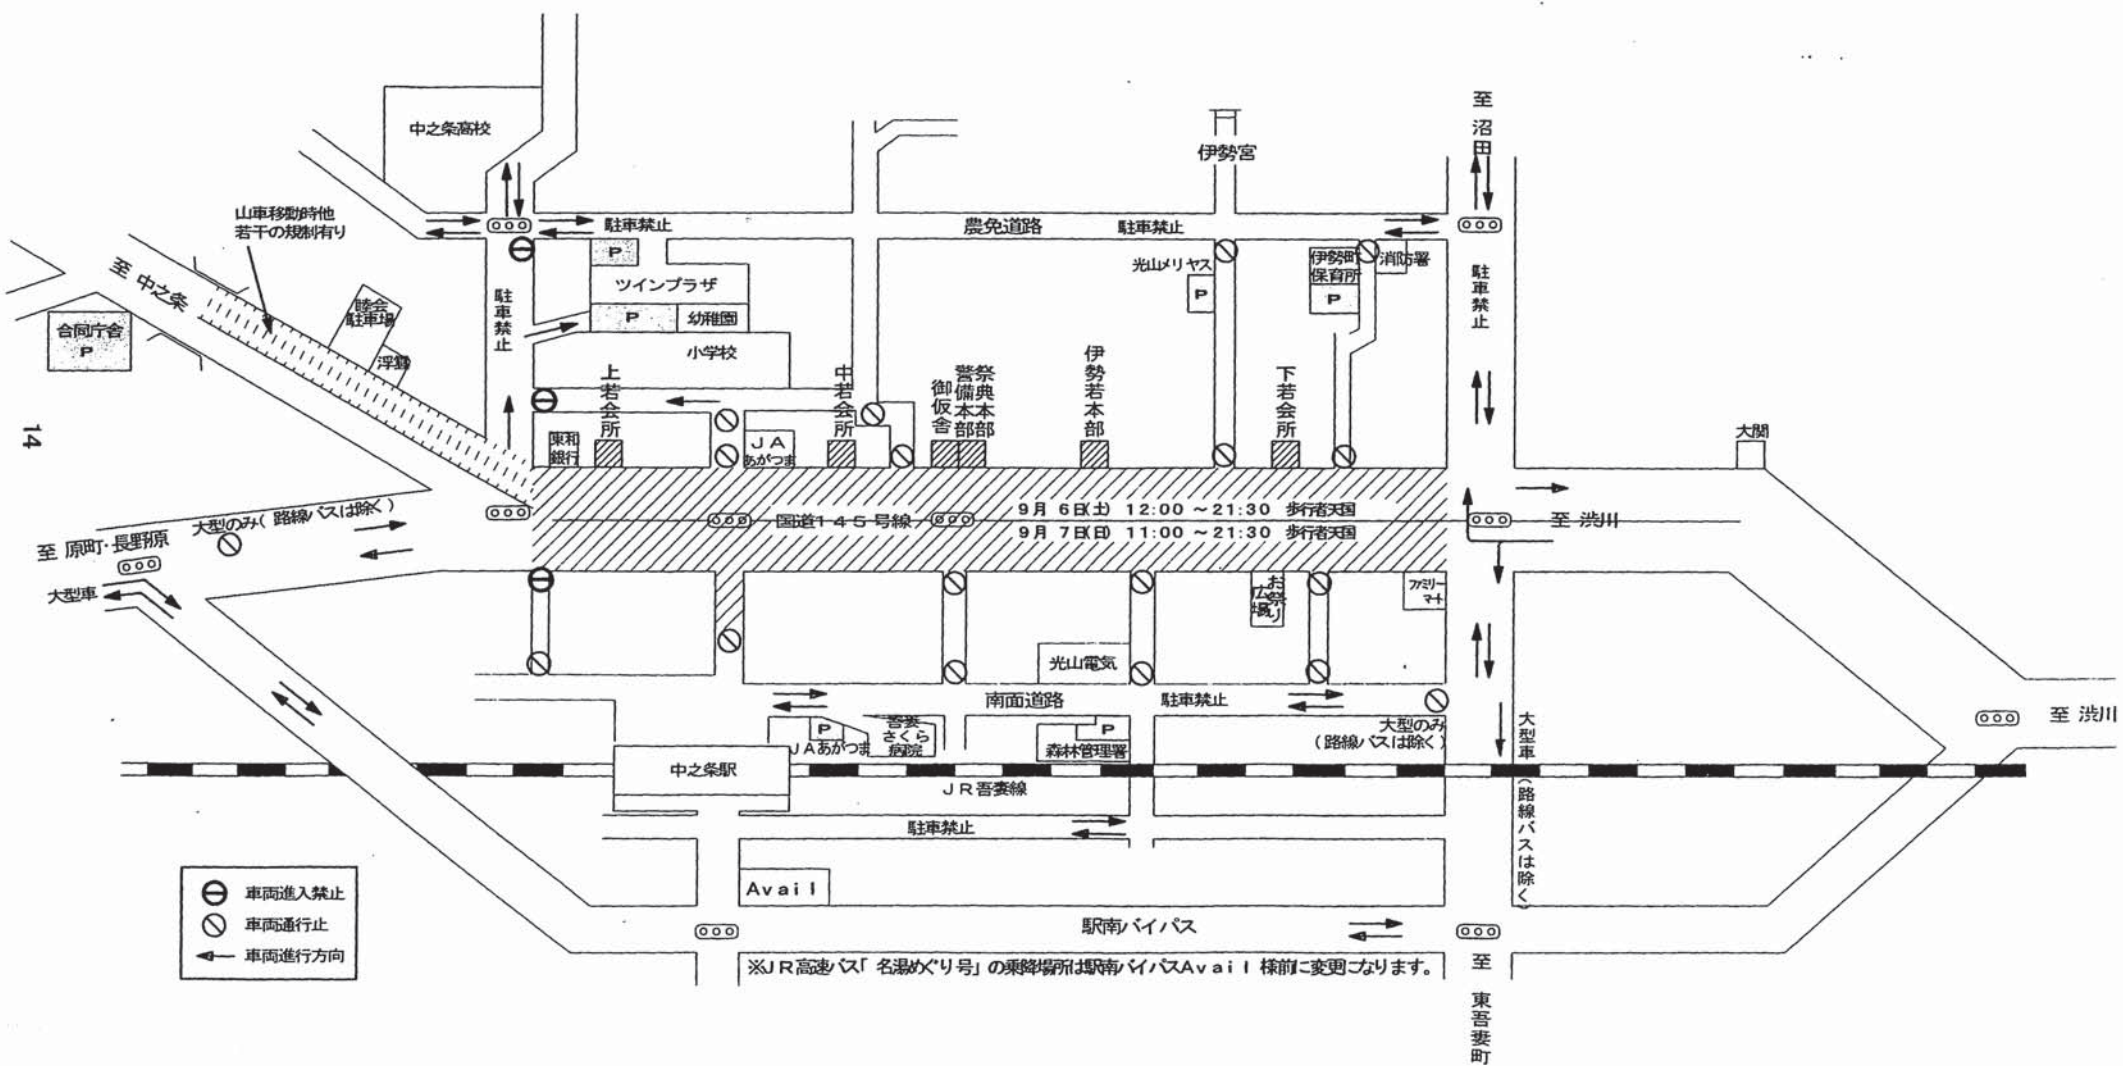 至 沼田
中之条高校
伊勢宮
山車移動時他
若干の規制有り
駐車禁止
農免道路
駐車禁止
至 中之条
P
光山メリヤス
P
伊勢町
保育所
P
消防署
ツインプラザ
P
幼稚園
小学校
駐車禁止
駐車禁止
睦会
駐車場
合同庁舎
P
上若会所
中若会所
御仮舎
警備本部
祭典本部
伊勢若本部
下若会所
東和
銀行
JA
あがつま
大関
14
大型のみ(路線バスは除く)
国道145号線
9月 6日(土) 12:00 ~21:30 歩行者天国
9月 7日(日) 11:00 ~21:30 歩行者天国
至 渋川
至 原町・長野原
大型車
お祭り
広場
ファミリー
マート
光山電気
南面道路
駐車禁止
大型のみ
(路線バスは除く)
P
JAあがつま
吾妻
さくら
病院
P
森林管理署
至 渋川
大型車(路線バスは除く)
中之条駅
JR吾妻線
駐車禁止
Avail
駅南バイパス
※JR高速バス「名湯めぐり号」の乗降場所は駅南バイパスAvail様前に変更になります。
至 東吾妻町
車両進入禁止
車両通行止
車両進行方向